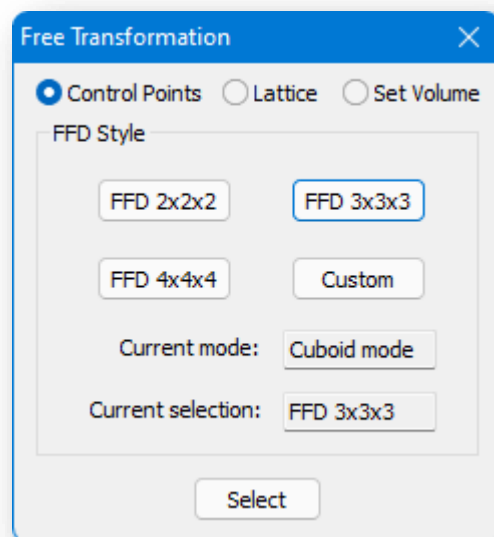 Free Transformation
Control Points Lattice Set Volume
FFD Style
FFD 2x2x2 FFD 3x3x3
FFD 4x4x4 Custom
Current mode: Cuboid mode
Current selection: FFD 3x3x3
Select